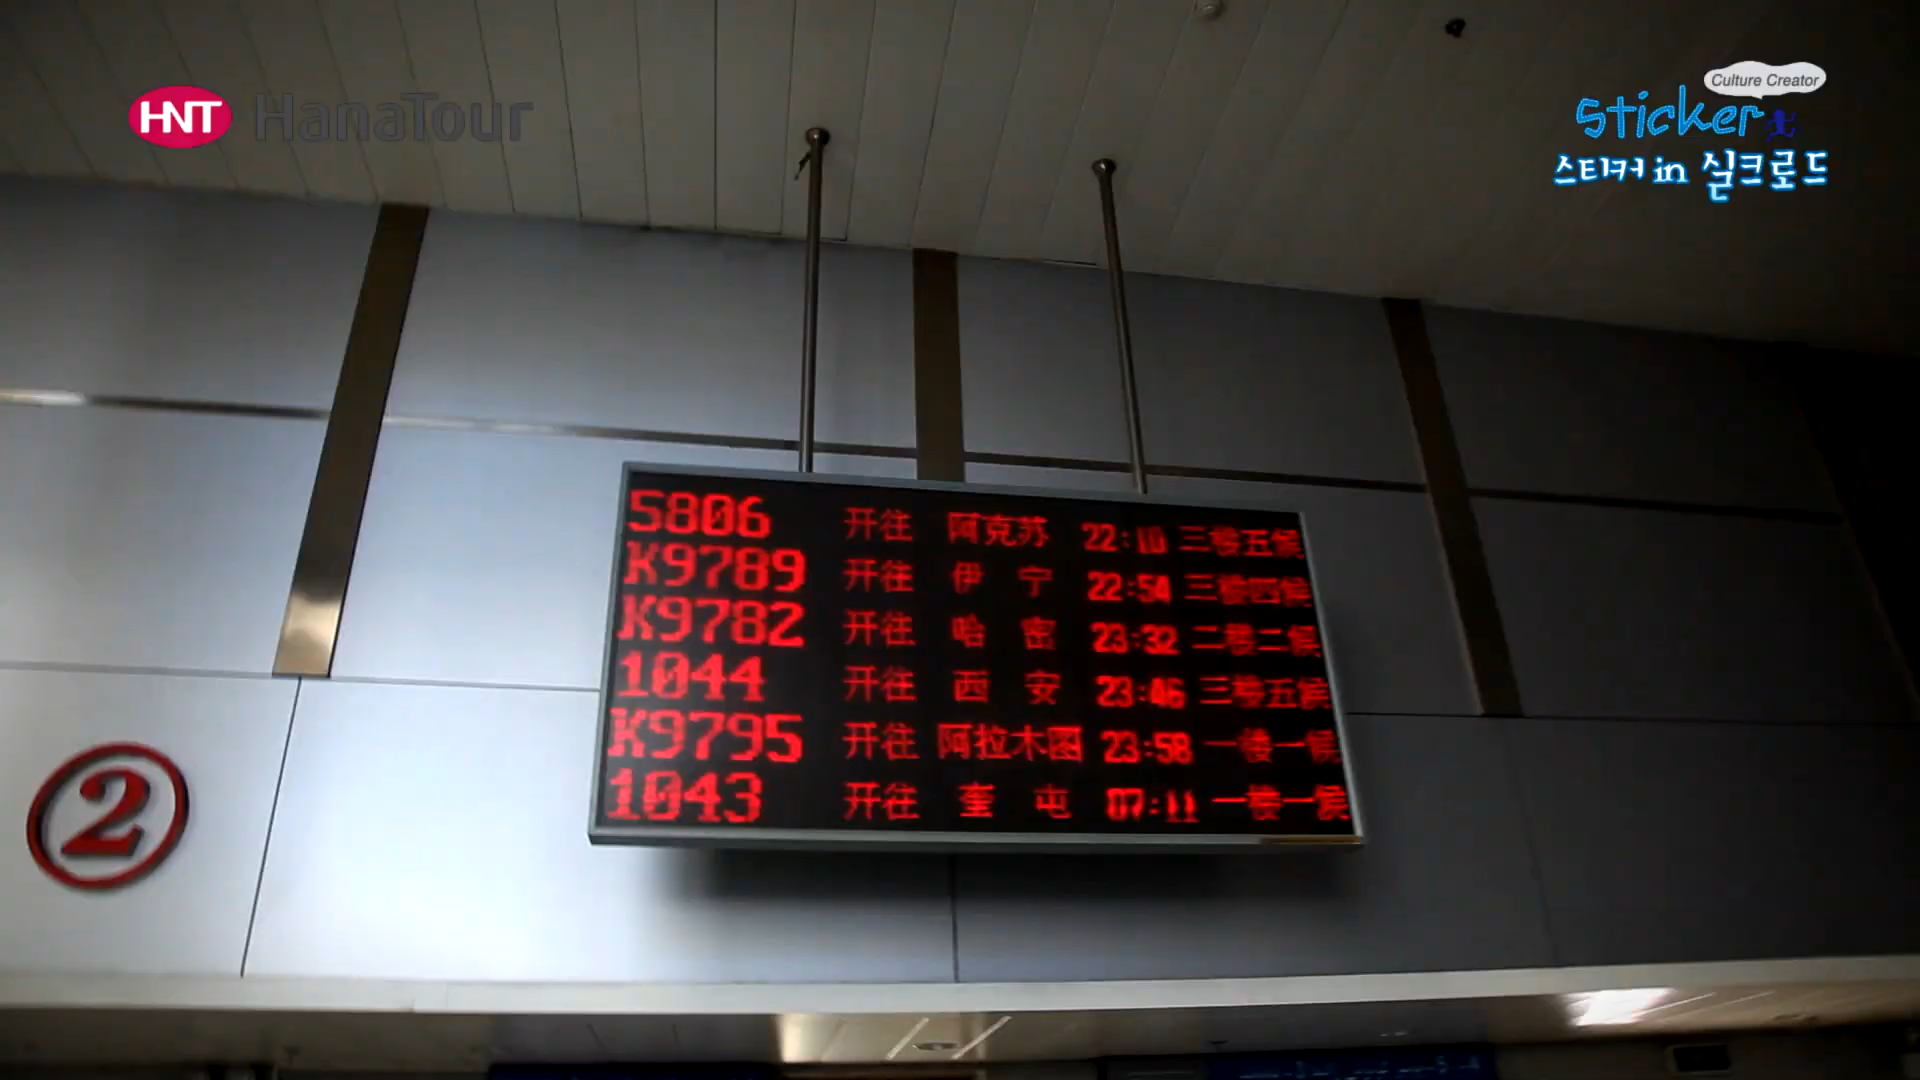 HNT HanaTour
Culture Creator
Sticker
스티커 in 실크로드
5806 开往 阿克苏 22:10 三楼五候
K9789 开往 伊宁 22:54 三楼四候
K9782 开往 哈密 23:32 二楼二候
1044 开往 西安 23:46 三楼五候
K9795 开往 阿拉木图 23:58 一楼一候
1043 开往 奎屯 07:11 一楼一候
2